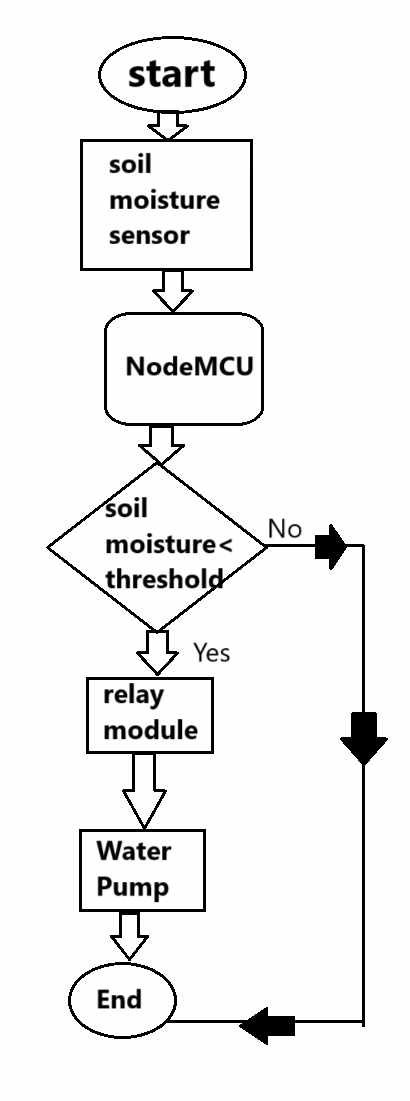 start
soil
moisture
sensor
NodeMCU
soil
moisture<
threshold
No
Yes
relay
module
Water
Pump
End